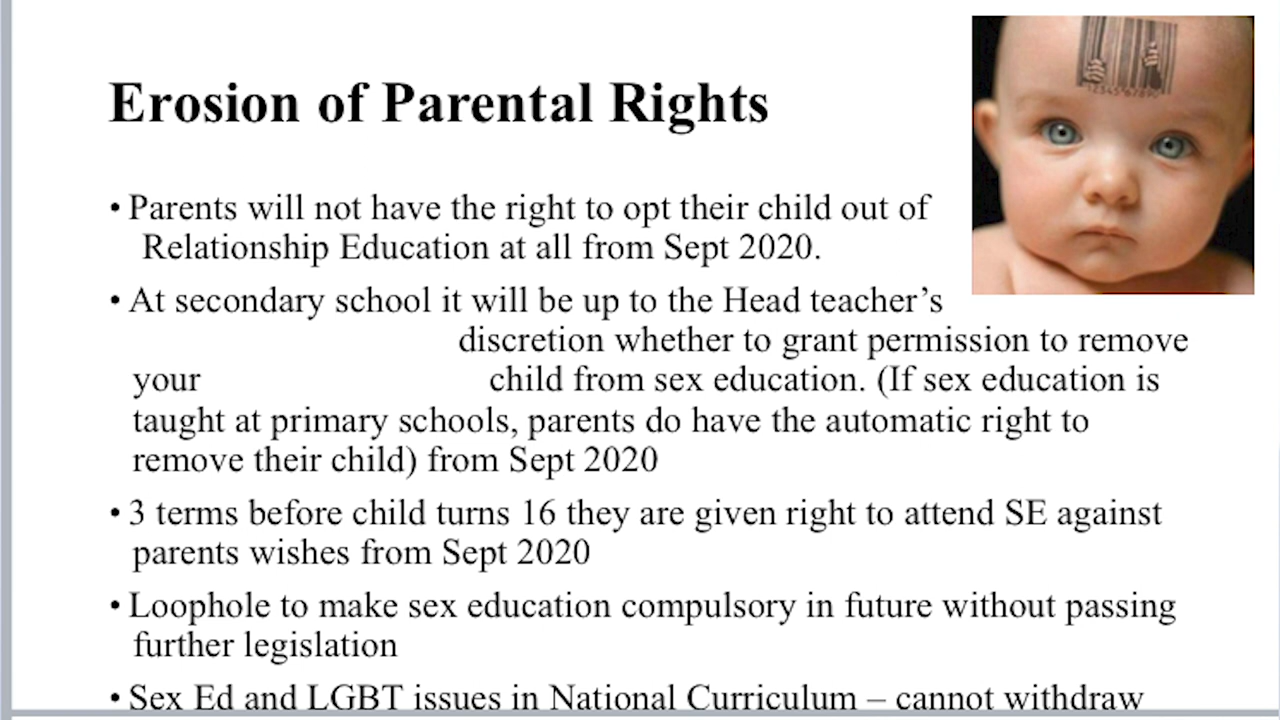 Erosion of Parental Rights
• Parents will not have the right to opt their child out of
Relationship Education at all from Sept 2020.
• At secondary school it will be up to the Head teacher’s
discretion whether to grant permission to remove
your child from sex education. (If sex education is
taught at primary schools, parents do have the automatic right to
remove their child) from Sept 2020
• 3 terms before child turns 16 they are given right to attend SE against
parents wishes from Sept 2020
• Loophole to make sex education compulsory in future without passing
further legislation
• Sex Ed and LGBT issues in National Curriculum – cannot withdraw